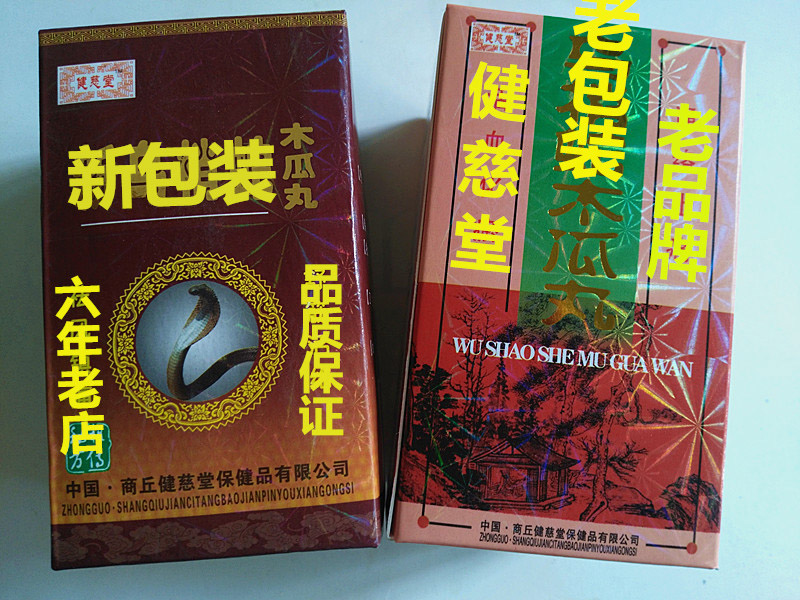 健慈堂
木瓜丸
新包装
六年老店
品质保证
中国·商丘健慈堂保健品有限公司
ZHONGGUO·SHANGQIUJIANCITANGBAOJIANPINYOUXIANGONGSI
健慈堂
老包装
健慈堂
老品牌
血
木瓜丸
WU SHAO SHE MU GUA WAN
中国·商丘健慈堂保健品有限公司
ZHONGGUO·SHANGQIUJIANCITANGBAOJIANPINYOUXIANGONGSI